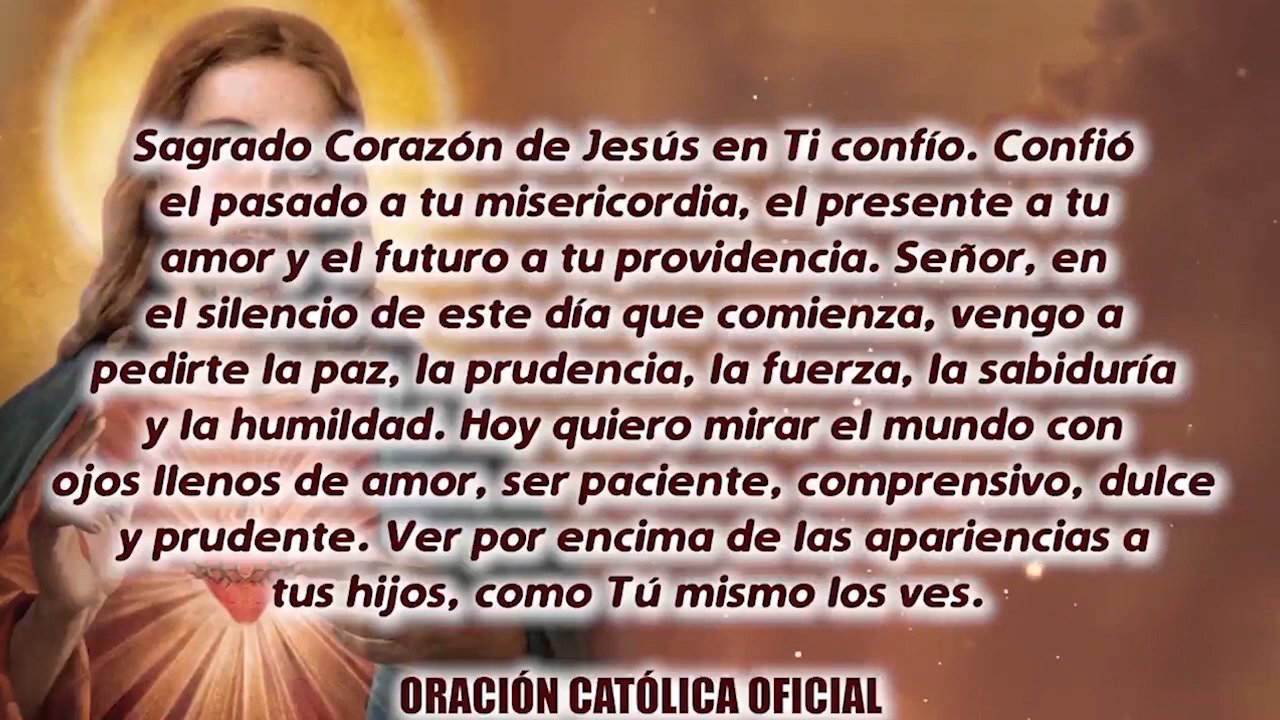 Sagrado Corazón de Jesús en Ti confío. Confió
el pasado a tu misericordia, el presente a tu
amor y el futuro a tu providencia. Señor, en
el silencio de este día que comienza, vengo a
pedirte la paz, la prudencia, la fuerza, la sabiduría
y la humildad. Hoy quiero mirar el mundo con
ojos llenos de amor, ser paciente, comprensivo, dulce
y prudente. Ver por encima de las apariencias a
tus hijos, como Tú mismo los ves.
ORACIÓN CATÓLICA OFICIAL